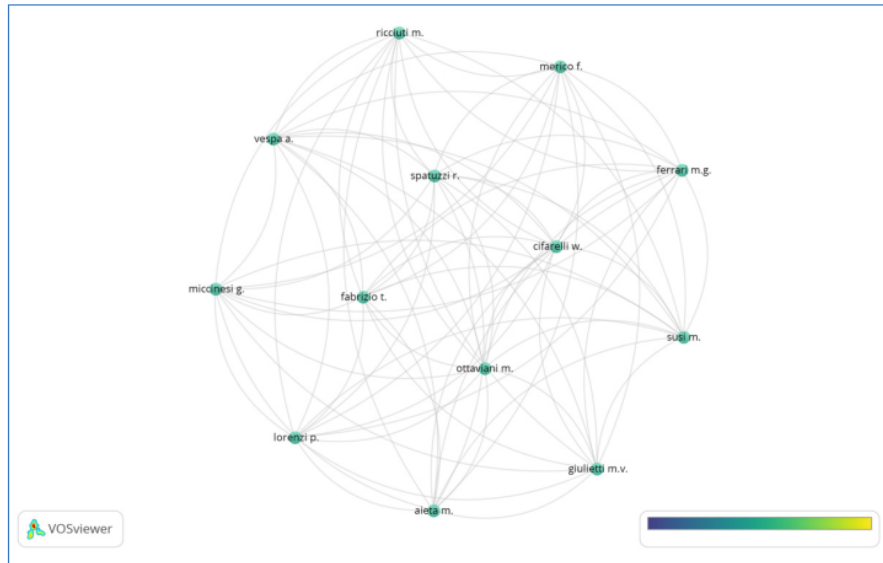 ricciuti m.
merico f.
vespa a.
ferrari m.g.
spatuzzi r.
cifarelli w.
miccinesi g.
fabrizio t.
susi m.
ottaviani m.
lorenzi p.
giulietti m.v.
aieta m.
VOSviewer